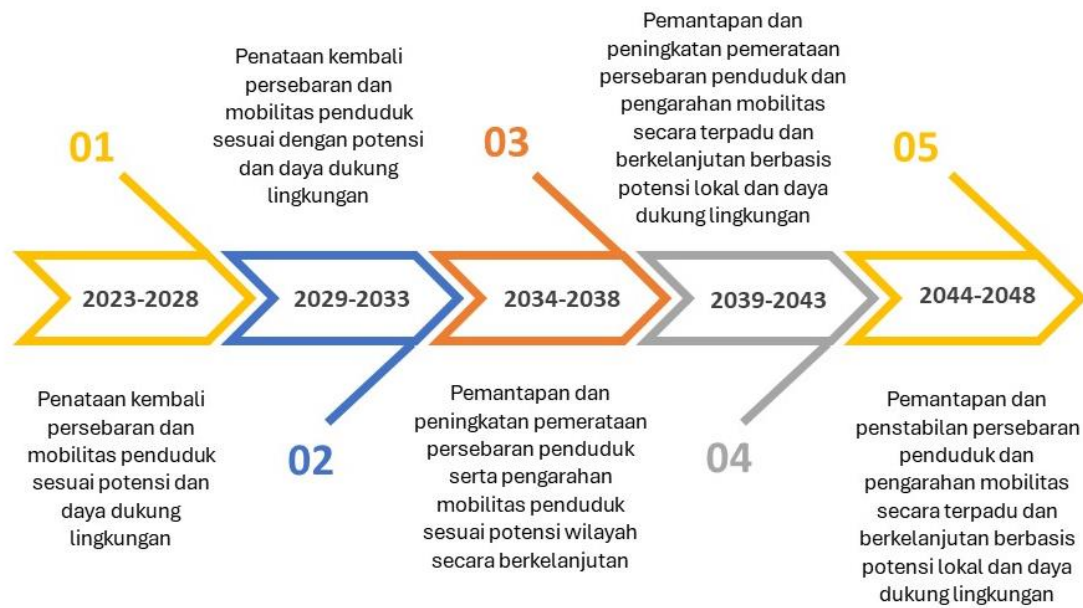 01
2023-2028
Penataan kembali
persebaran dan
mobilitas penduduk
sesuai potensi dan
daya dukung
lingkungan
Penataan kembali
persebaran dan
mobilitas penduduk
sesuai dengan potensi
dan daya dukung
lingkungan
2029-2033
02
03
2034-2038
Pemantapan dan
peningkatan pemerataan
persebaran penduduk
serta pengarahan
mobilitas penduduk
sesuai potensi wilayah
secara berkelanjutan
Pemantapan dan
peningkatan pemerataan
persebaran penduduk dan
pengarahan mobilitas
secara terpadu dan
berkelanjutan berbasis
potensi lokal dan daya
dukung lingkungan
2039-2043
04
05
2044-2048
Pemantapan dan
penstabilan persebaran
penduduk dan
pengarahan mobilitas
secara terpadu dan
berkelanjutan berbasis
potensi lokal dan daya
dukung lingkungan